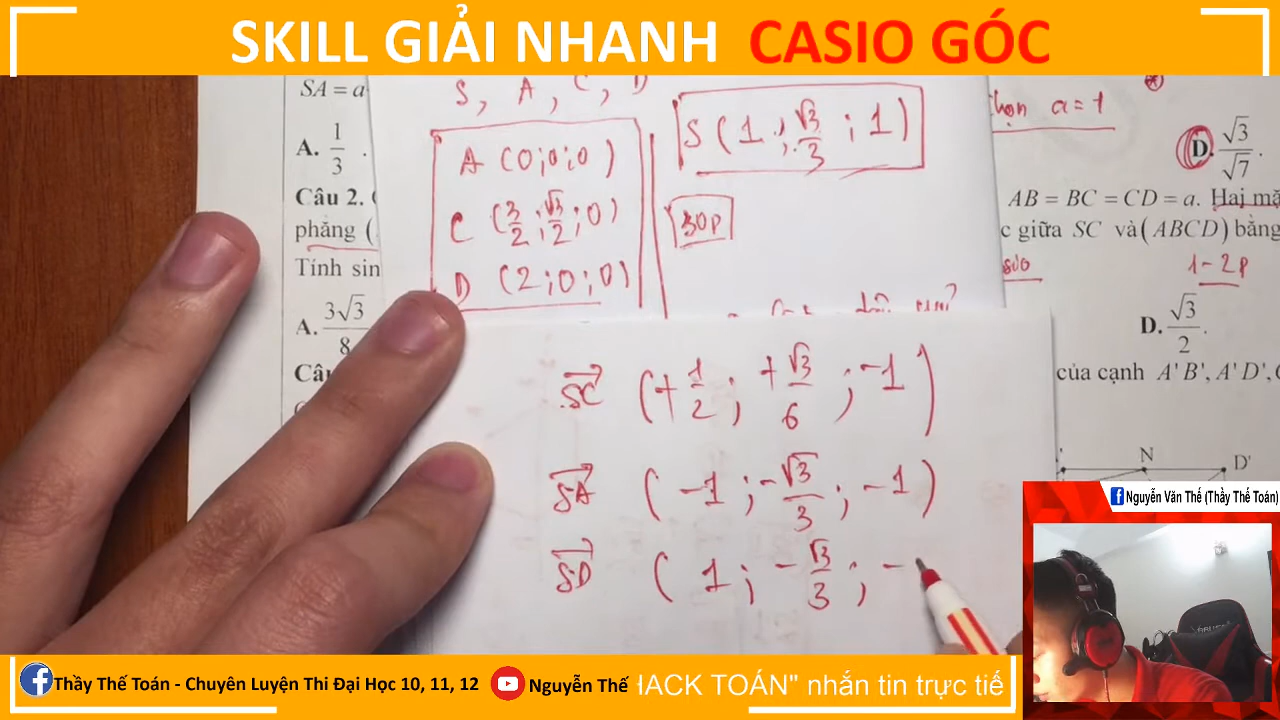 SKILL GIẢI NHANH CASIO GÓC
SA = a
S, A, C, D
chọn a = 1
A. 1/3 .
S (1 ; √3/3 ; 1)
D. √3/√7 .
A (0;0;0)
Câu 2.
AB = BC = CD = a. Hai mặ
C (3/2 ; √3/2 ; 0)
30p
phẳng (
c giữa SC và (ABCD) bằng
D (2;0;0)
Tính sin
1-2p
A. 3√3/8
D. √3/2 .
Câu
của cạnh A'B', A'D',
SC (+1/2 ; +√3/6 ; -1)
N D'
SA (-1 ; -√3/3 ; -1)
Nguyễn Văn Thế (Thầy Thế Toán)
SD (1 ; -√3/3 ; -
Thầy Thế Toán - Chuyên Luyện Thi Đại Học 10, 11, 12 Nguyễn Thế HACK TOÁN" nhắn tin trực tiế